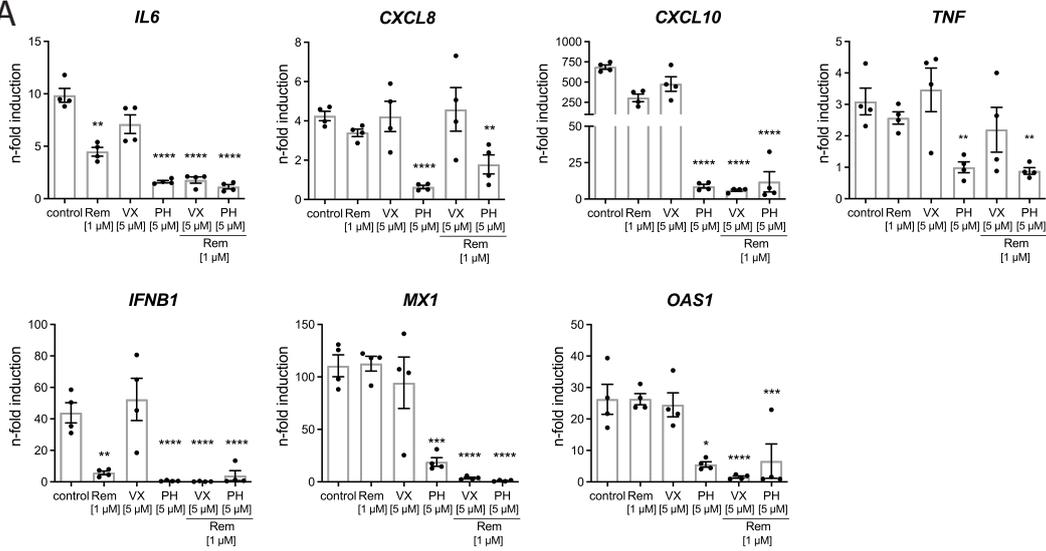 A
IL6
CXCL8
CXCL10
TNF
n-fold induction
15
10
5
0
**
****
****
****
control Rem VX PH VX PH
[1 µM] [5 µM] [5 µM] [5 µM] [5 µM]
Rem
[1 µM]
n-fold induction
8
6
4
2
0
****
**
control Rem VX PH VX PH
[1 µM] [5 µM] [5 µM] [5 µM] [5 µM]
Rem
[1 µM]
n-fold induction
1000
750
500
250
50
25
0
****
****
****
control Rem VX PH VX PH
[1 µM] [5 µM] [5 µM] [5 µM] [5 µM]
Rem
[1 µM]
n-fold induction
5
4
3
2
1
0
**
**
control Rem VX PH VX PH
[1 µM] [5 µM] [5 µM] [5 µM] [5 µM]
Rem
[1 µM]
IFNB1
MX1
OAS1
n-fold induction
100
80
60
40
20
0
**
****
****
****
control Rem VX PH VX PH
[1 µM] [5 µM] [5 µM] [5 µM] [5 µM]
Rem
[1 µM]
n-fold induction
150
100
50
0
***
****
****
control Rem VX PH VX PH
[1 µM] [5 µM] [5 µM] [5 µM] [5 µM]
Rem
[1 µM]
n-fold induction
50
40
30
20
10
0
*
****
***
control Rem VX PH VX PH
[1 µM] [5 µM] [5 µM] [5 µM] [5 µM]
Rem
[1 µM]